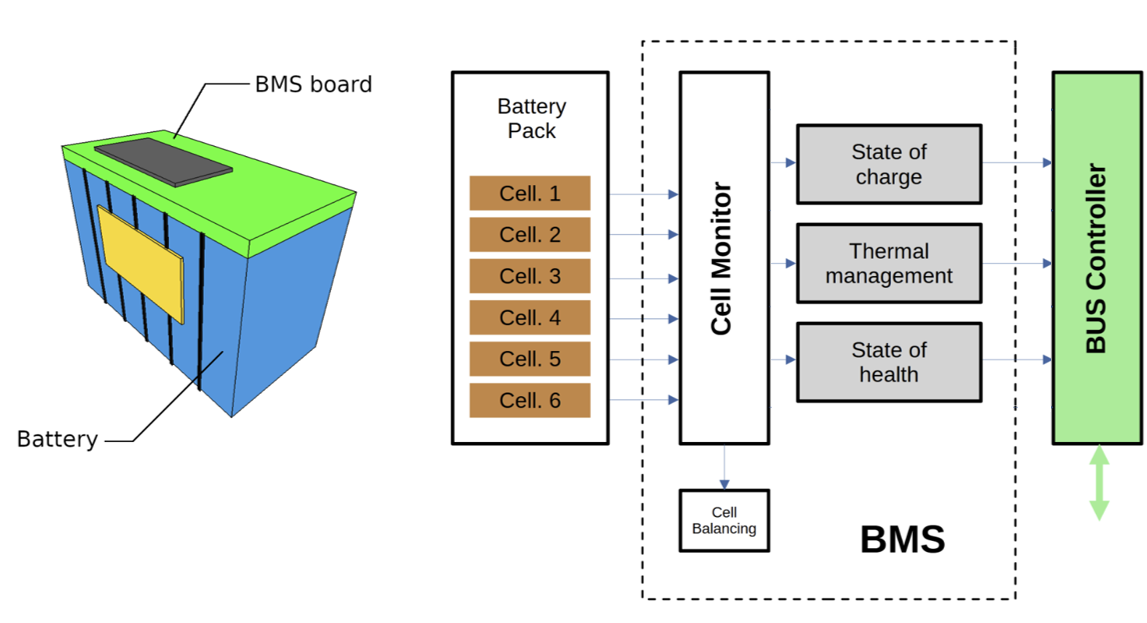 BMS board
Battery
Battery
Pack
Cell. 1
Cell. 2
Cell. 3
Cell. 4
Cell. 5
Cell. 6
Cell Monitor
State of
charge
Thermal
management
State of
health
Cell
Balancing
BMS
BUS Controller